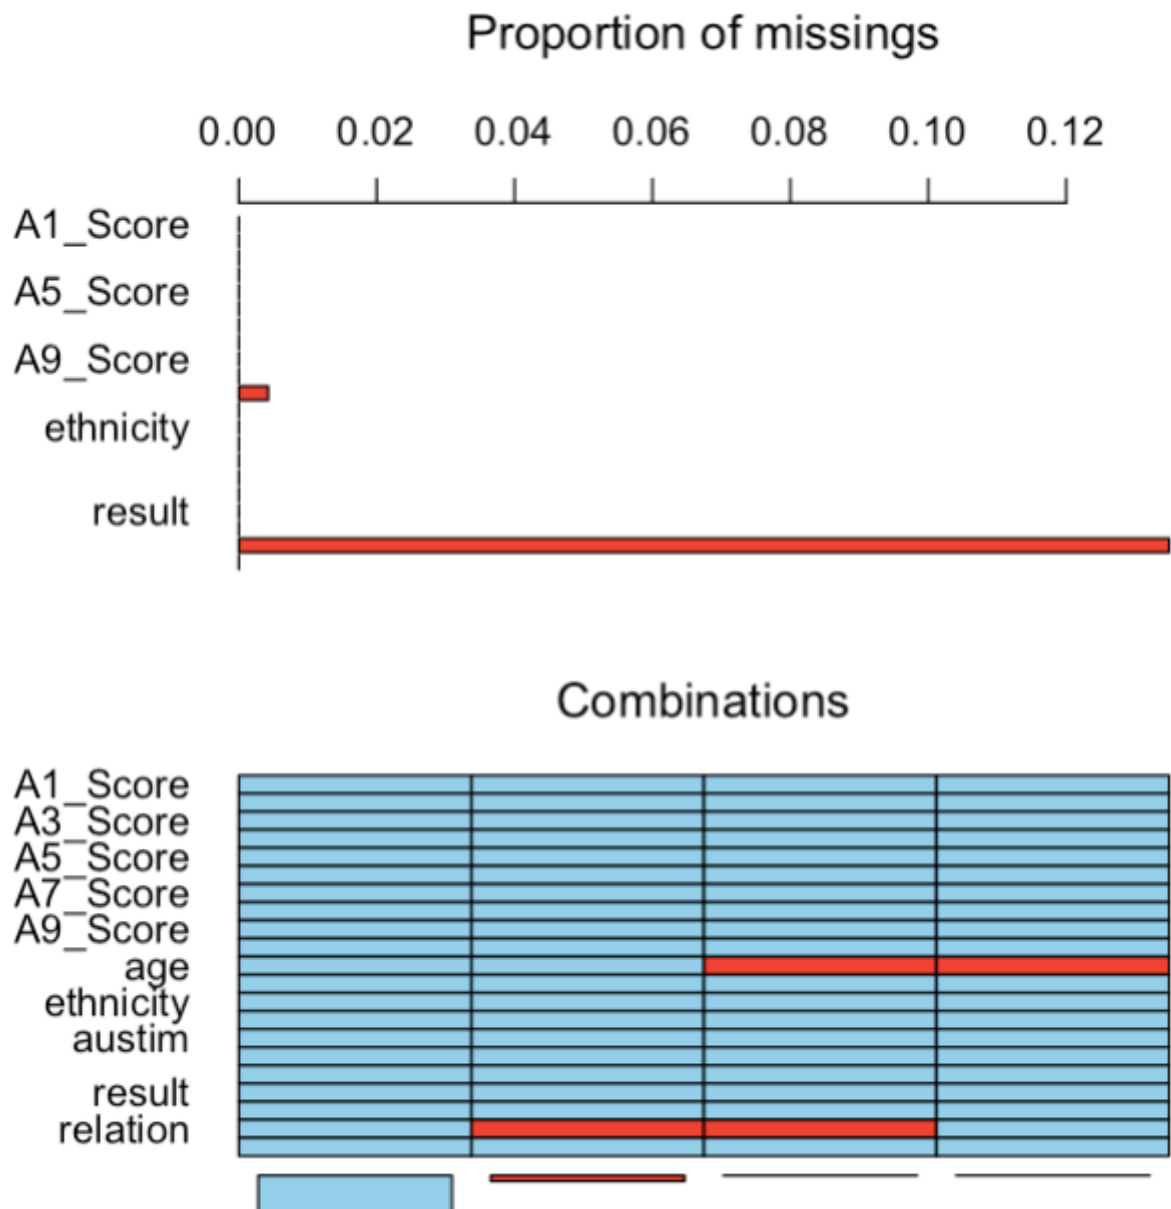 Proportion of missings
0.00 0.02 0.04 0.06 0.08 0.10 0.12
A1_Score
A5_Score
A9_Score
ethnicity
result
Combinations
A1_Score
A3_Score
A5_Score
A7_Score
A9_Score
age
ethnicity
austim
result
relation